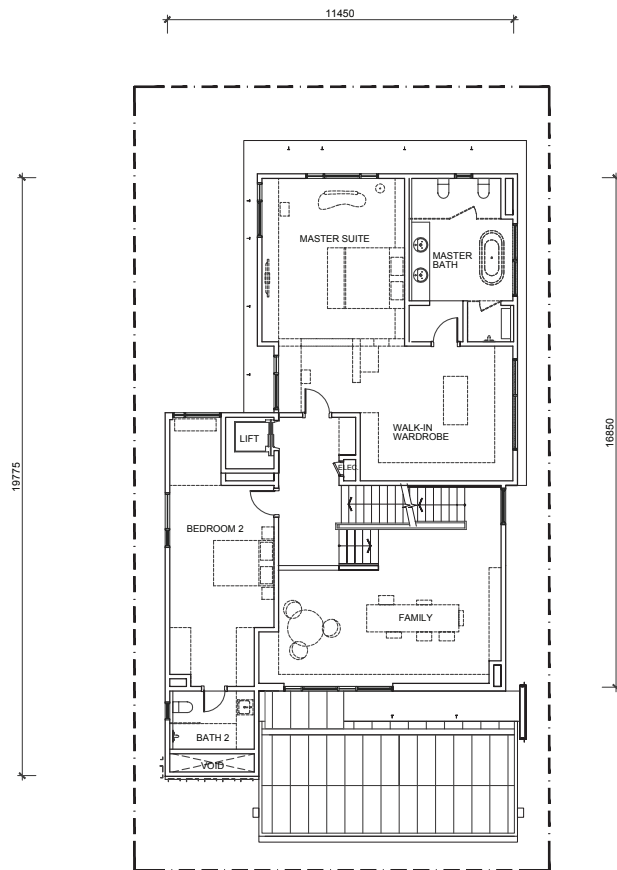 11450
MASTER SUITE
MASTER
BATH
19775
16850
WALK-IN
WARDROBE
LIFT
ELEC.
BEDROOM 2
FAMILY
BATH 2
VOID